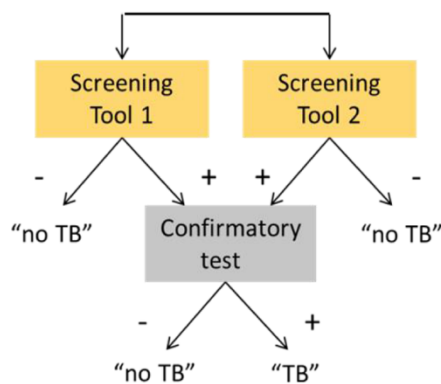 Screening
Tool 1
Screening
Tool 2
-
+
+
-
“no TB”
Confirmatory
test
“no TB”
-
+
“no TB”
“TB”